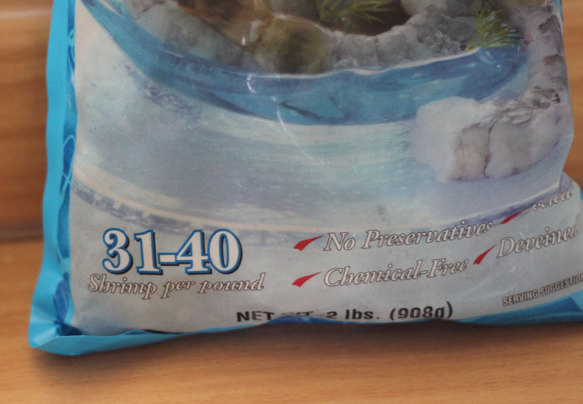 31-40
Shrimp per pound
No Preservatives
Chemical-Free
Deveined
NET WT. 2 lbs. (908g)
SERVING SUGGESTION